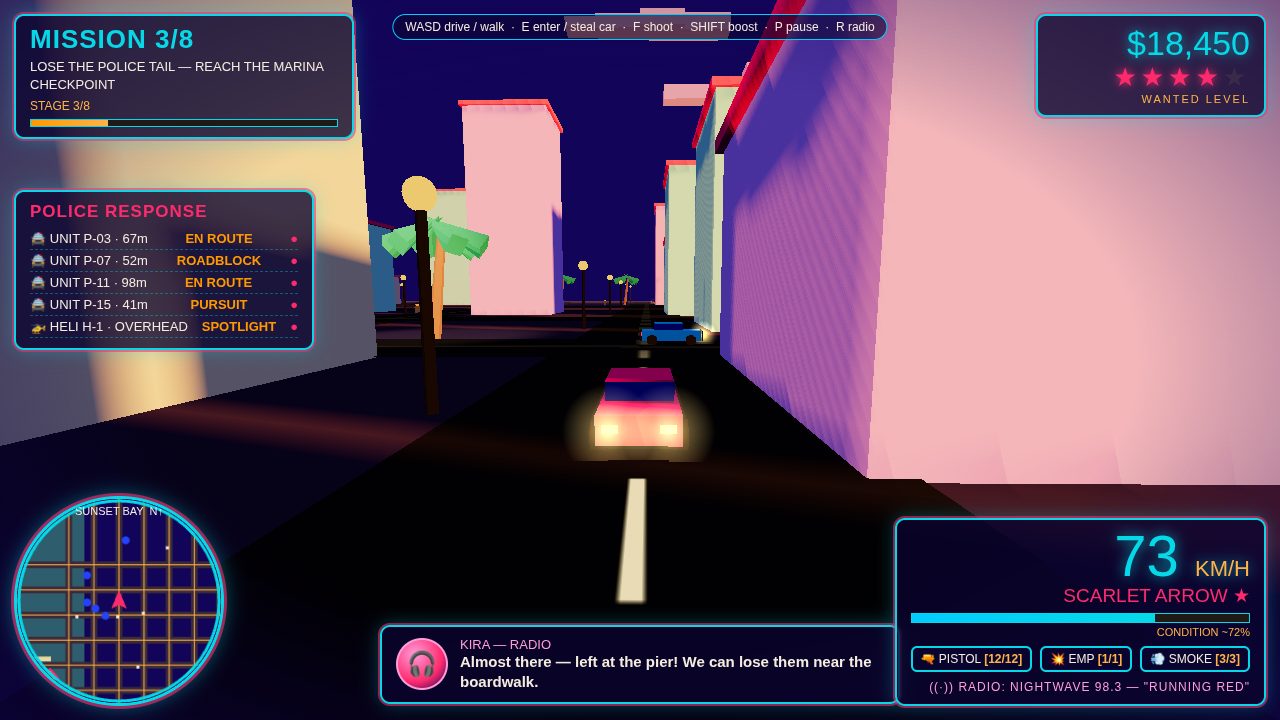 MISSION 3/8
LOSE THE POLICE TAIL — REACH THE MARINA
CHECKPOINT
STAGE 3/8
WASD drive / walk · E enter / steal car · F shoot · SHIFT boost · P pause · R radio
$18,450
★★★★★
WANTED LEVEL
POLICE RESPONSE
UNIT P-03 · 67m EN ROUTE
UNIT P-07 · 52m ROADBLOCK
UNIT P-11 · 98m EN ROUTE
UNIT P-15 · 41m PURSUIT
HELI H-1 · OVERHEAD SPOTLIGHT
SUNSET BAY N↑
KIRA — RADIO
Almost there — left at the pier! We can lose them near the
boardwalk.
73 KM/H
SCARLET ARROW ★
CONDITION ~72%
PISTOL [12/12] EMP [1/1] SMOKE [3/3]
((·)) RADIO: NIGHTWAVE 98.3 — "RUNNING RED"